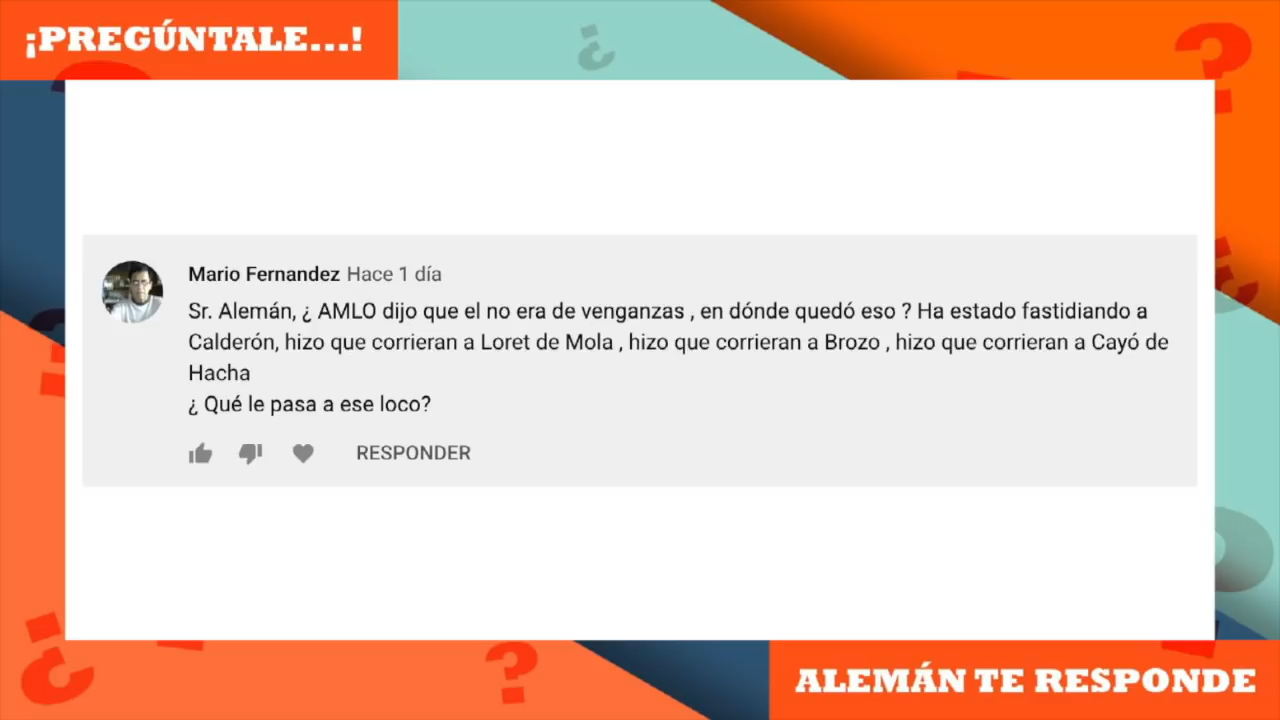 ¡PREGÚNTALE...!
Mario Fernandez Hace 1 día
Sr. Alemán, ¿ AMLO dijo que el no era de venganzas , en dónde quedó eso ? Ha estado fastidiando a
Calderón, hizo que corrieran a Loret de Mola , hizo que corrieran a Brozo , hizo que corrieran a Cayó de
Hacha
¿ Qué le pasa a ese loco?
RESPONDER
ALEMÁN TE RESPONDE